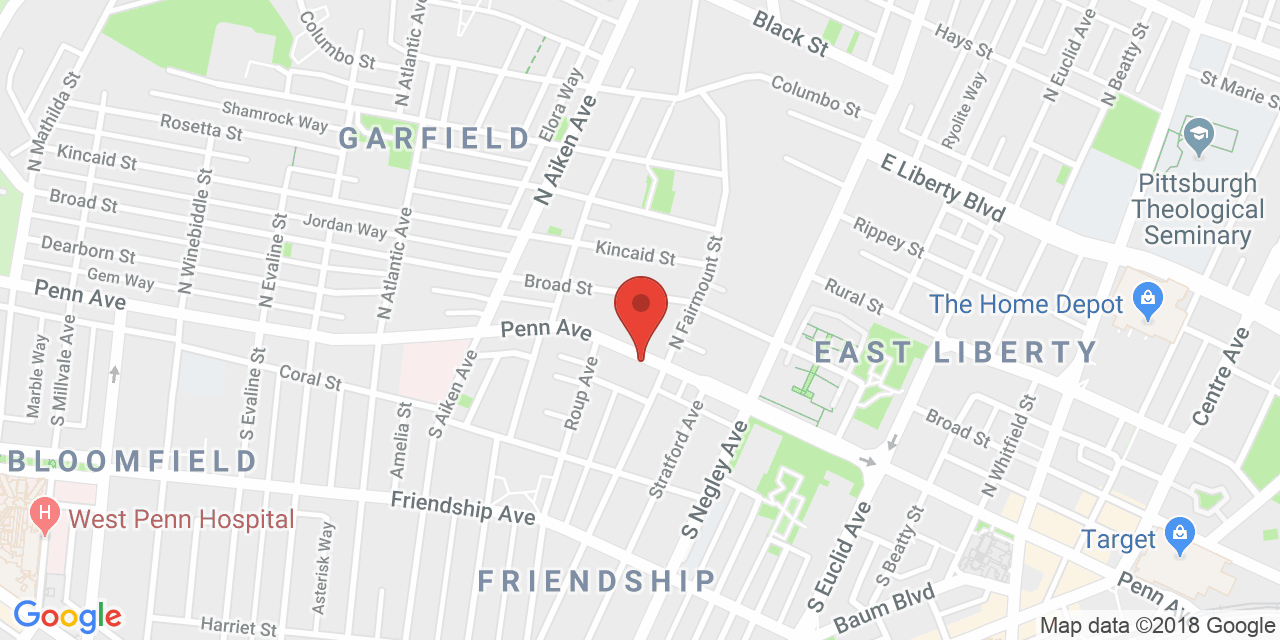 Black St
Hays St
N Euclid Ave
N Beatty St
St Marie S
Columbo St
N Atlantic Ave
Elora Way
Columbo St
Ryolite Way
N Mathilda St
Shamrock Way
Rosetta St
GARFIELD
N Aiken Ave
Kincaid St
E Liberty Blvd
Pittsburgh
Theological
Seminary
Broad St
N Winebiddle St
Jordan Way
N Evaline St
N Atlantic Ave
Rippey St
Dearborn St
Kincaid St
Gem Way
Broad St
N Fairmount St
Rural St
The Home Depot
Penn Ave
Penn Ave
EAST LIBERTY
Marble Way
S Millvale Ave
S Evaline St
Coral St
S Aiken Ave
Roup Ave
Centre Ave
Amelia St
Stratford Ave
S Negley Ave
Broad St
N Whitfield St
BLOOMFIELD
Friendship Ave
H
West Penn Hospital
Asterisk Way
S Euclid Ave
S Beatty St
Target
FRIENDSHIP
Penn Av
Baum Blvd
Harriet St
Google
Map data ©2018 Google